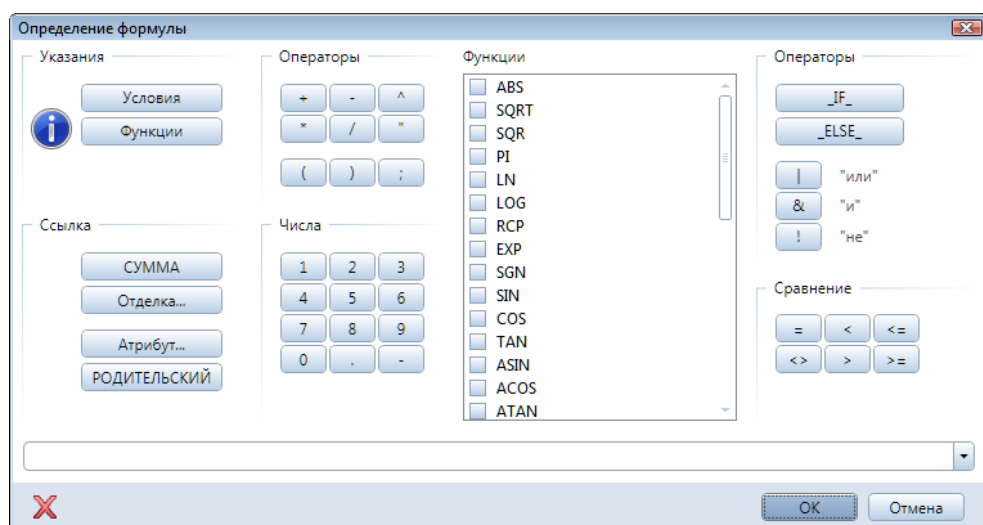 Определение формулы
Указания
Условия
Функции
Операторы
+ - ^
* / "
( ) ;
Функции
ABS
SQRT
SQR
PI
LN
LOG
RCP
EXP
SGN
SIN
COS
TAN
ASIN
ACOS
ATAN
Операторы
_IF_
_ELSE_
| "или"
& "и"
! "не"
Ссылка
СУММА
Отделка...
Атрибут...
РОДИТЕЛЬСКИЙ
Числа
1 2 3
4 5 6
7 8 9
0 . -
Сравнение
= < <=
<> > >=
OK Отмена